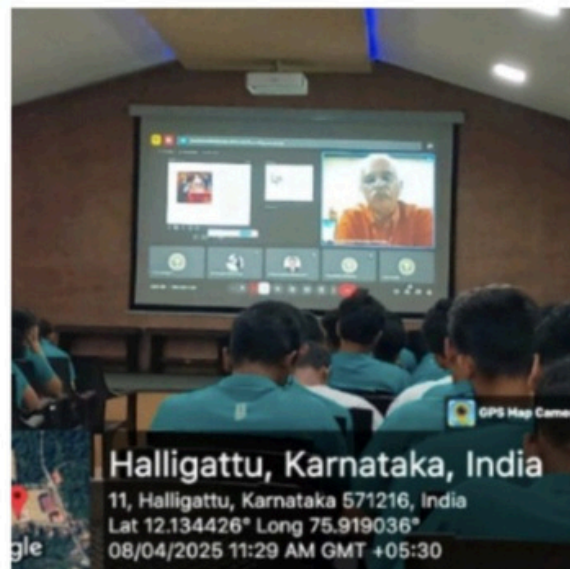 GPS Map Came
Halligattu, Karnataka, India
11, Halligattu, Karnataka 571216, India
Lat 12.134426° Long 75.919036°
gle
08/04/2025 11:29 AM GMT +05:30